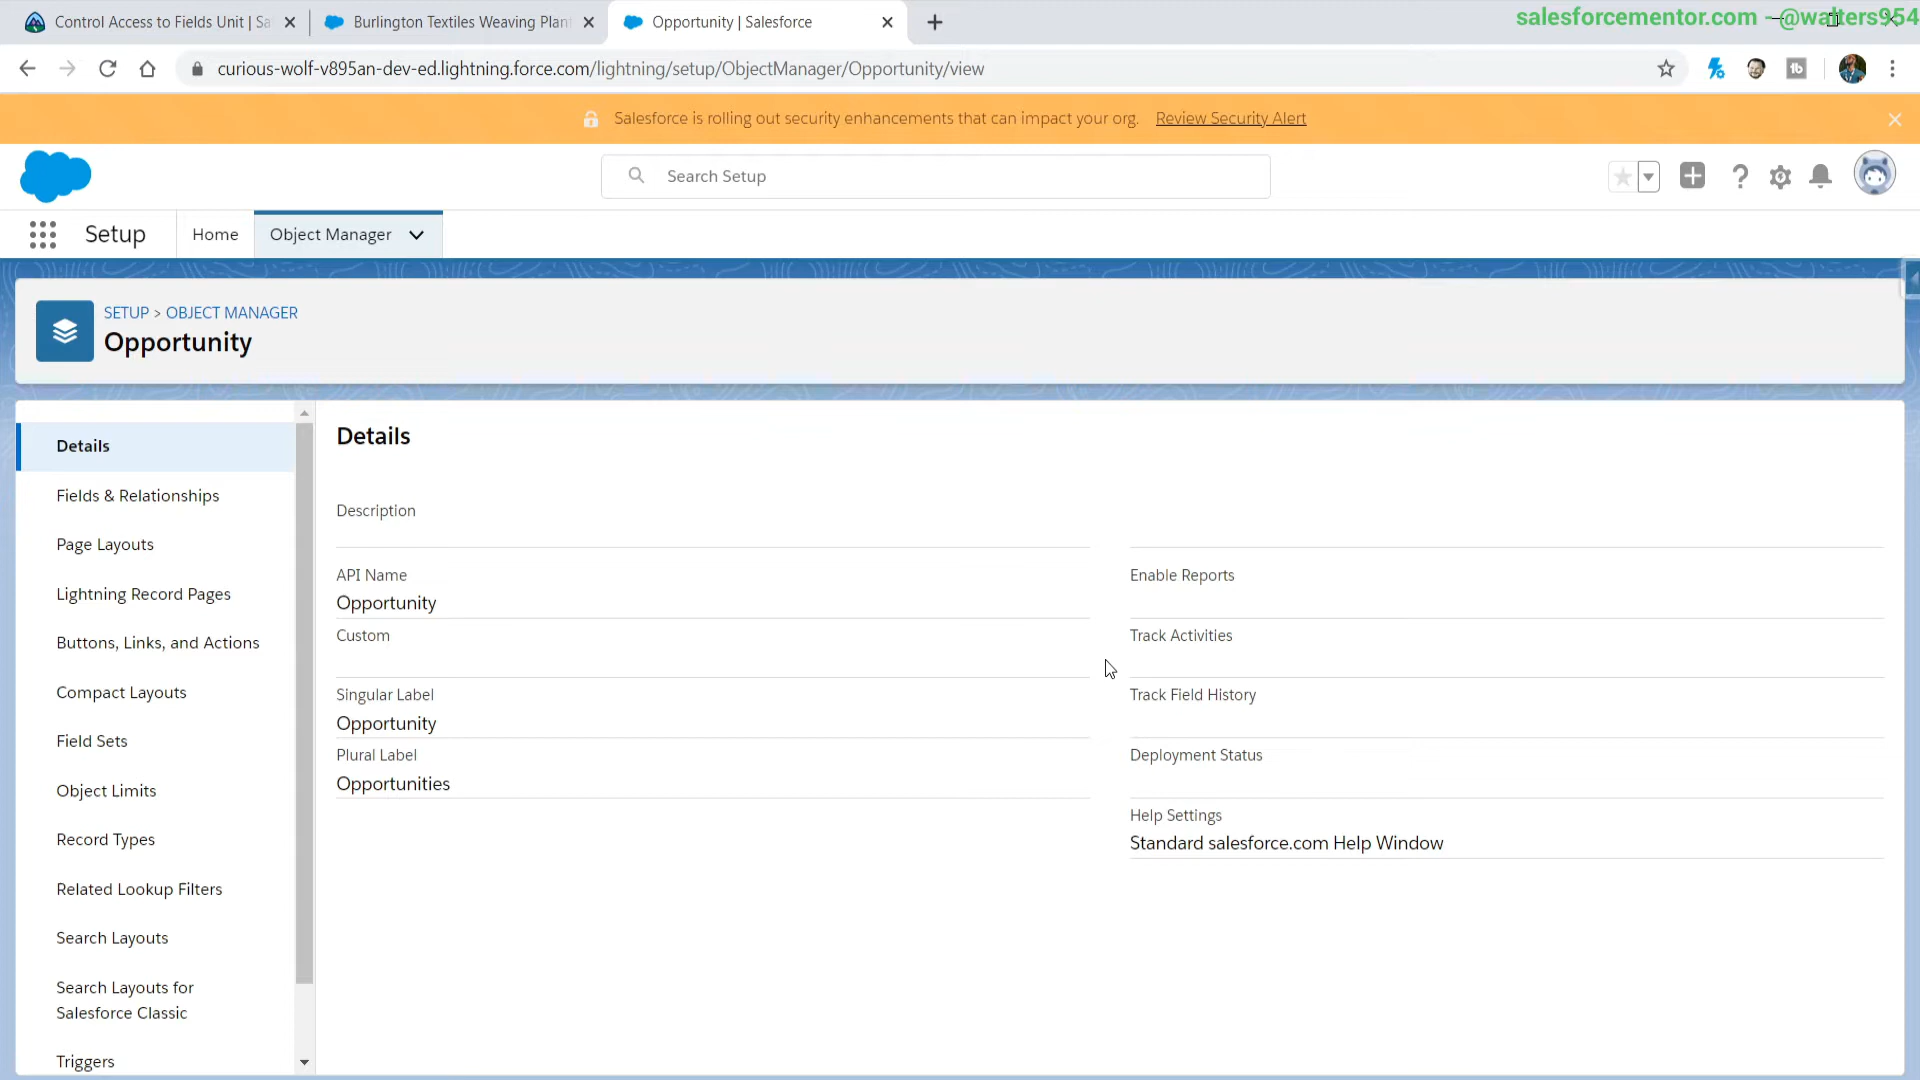 salesforcementor.com - @walters954
Control Access to Fields Unit | Sa
Burlington Textiles Weaving Plan
Opportunity | Salesforce
curious-wolf-v895an-dev-ed.lightning.force.com/lightning/setup/ObjectManager/Opportunity/view
Salesforce is rolling out security enhancements that can impact your org. Review Security Alert
Search Setup
Setup
Home
Object Manager
SETUP > OBJECT MANAGER
Opportunity
Details
Fields & Relationships
Page Layouts
Lightning Record Pages
Buttons, Links, and Actions
Compact Layouts
Field Sets
Object Limits
Record Types
Related Lookup Filters
Search Layouts
Search Layouts for
Salesforce Classic
Triggers
Details
Description
API Name
Opportunity
Custom
Singular Label
Opportunity
Plural Label
Opportunities
Enable Reports
Track Activities
Track Field History
Deployment Status
Help Settings
Standard salesforce.com Help Window